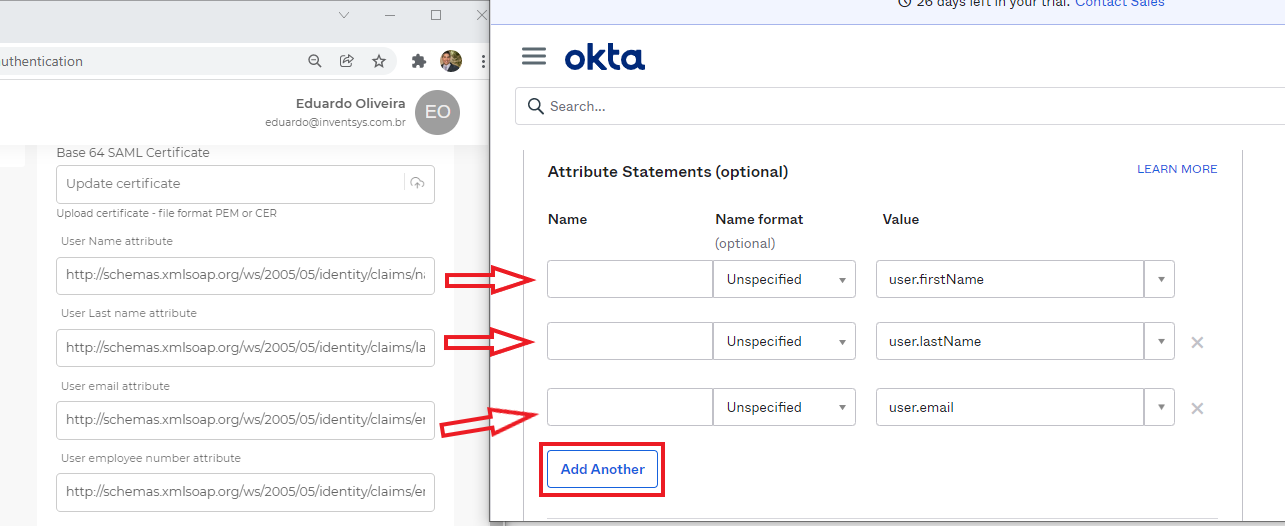 uthentication
Eduardo Oliveira
eduardo@inventsys.com.br
EO
Base 64 SAML Certificate
Update certificate
Upload certificate - file format PEM or CER
User Name attribute
http://schemas.xmlsoap.org/ws/2005/05/identity/claims/na
User Last name attribute
http://schemas.xmlsoap.org/ws/2005/05/identity/claims/la
User email attribute
http://schemas.xmlsoap.org/ws/2005/05/identity/claims/er
User employee number attribute
http://schemas.xmlsoap.org/ws/2005/05/identity/claims/er
26 days left in your trial. Contact Sales
okta
Search...
Attribute Statements (optional)
LEARN MORE
Name Name format Value
(optional)
Unspecified user.firstName
Unspecified user.lastName
Unspecified user.email
Add Another